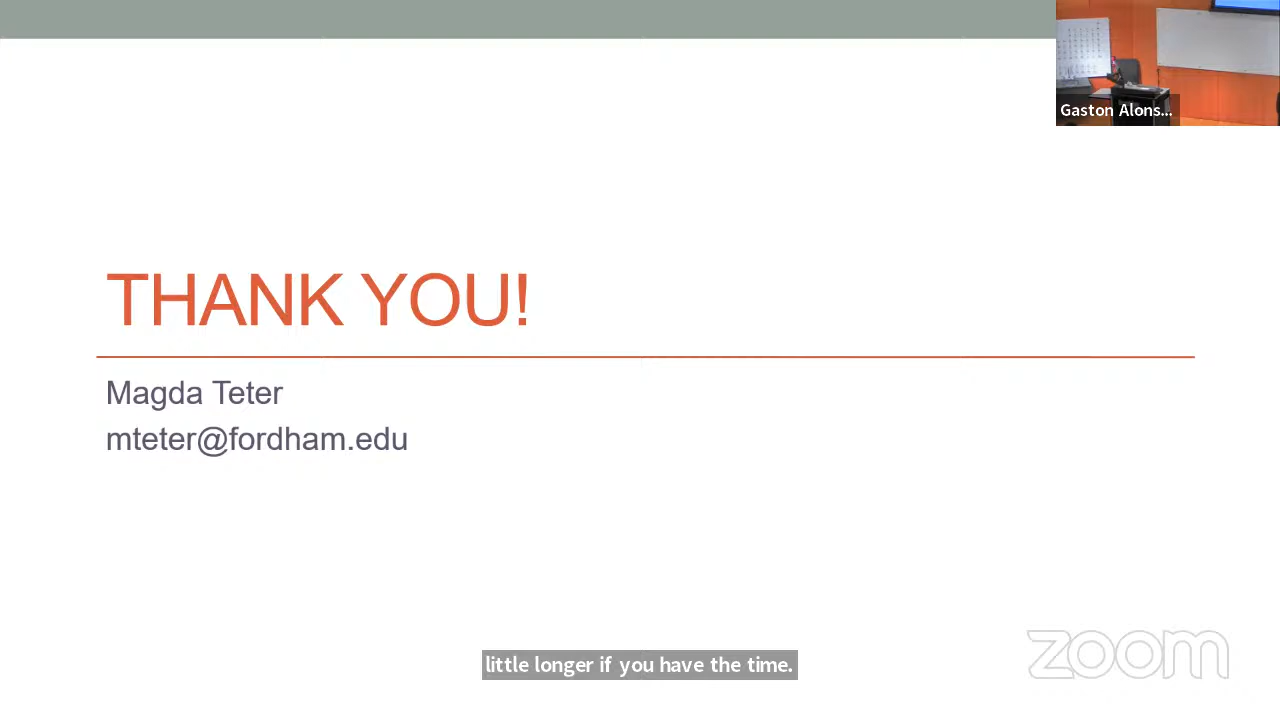 Gaston Alons...
THANK YOU!
Magda Teter
mteter@fordham.edu
little longer if you have the time.
zoom